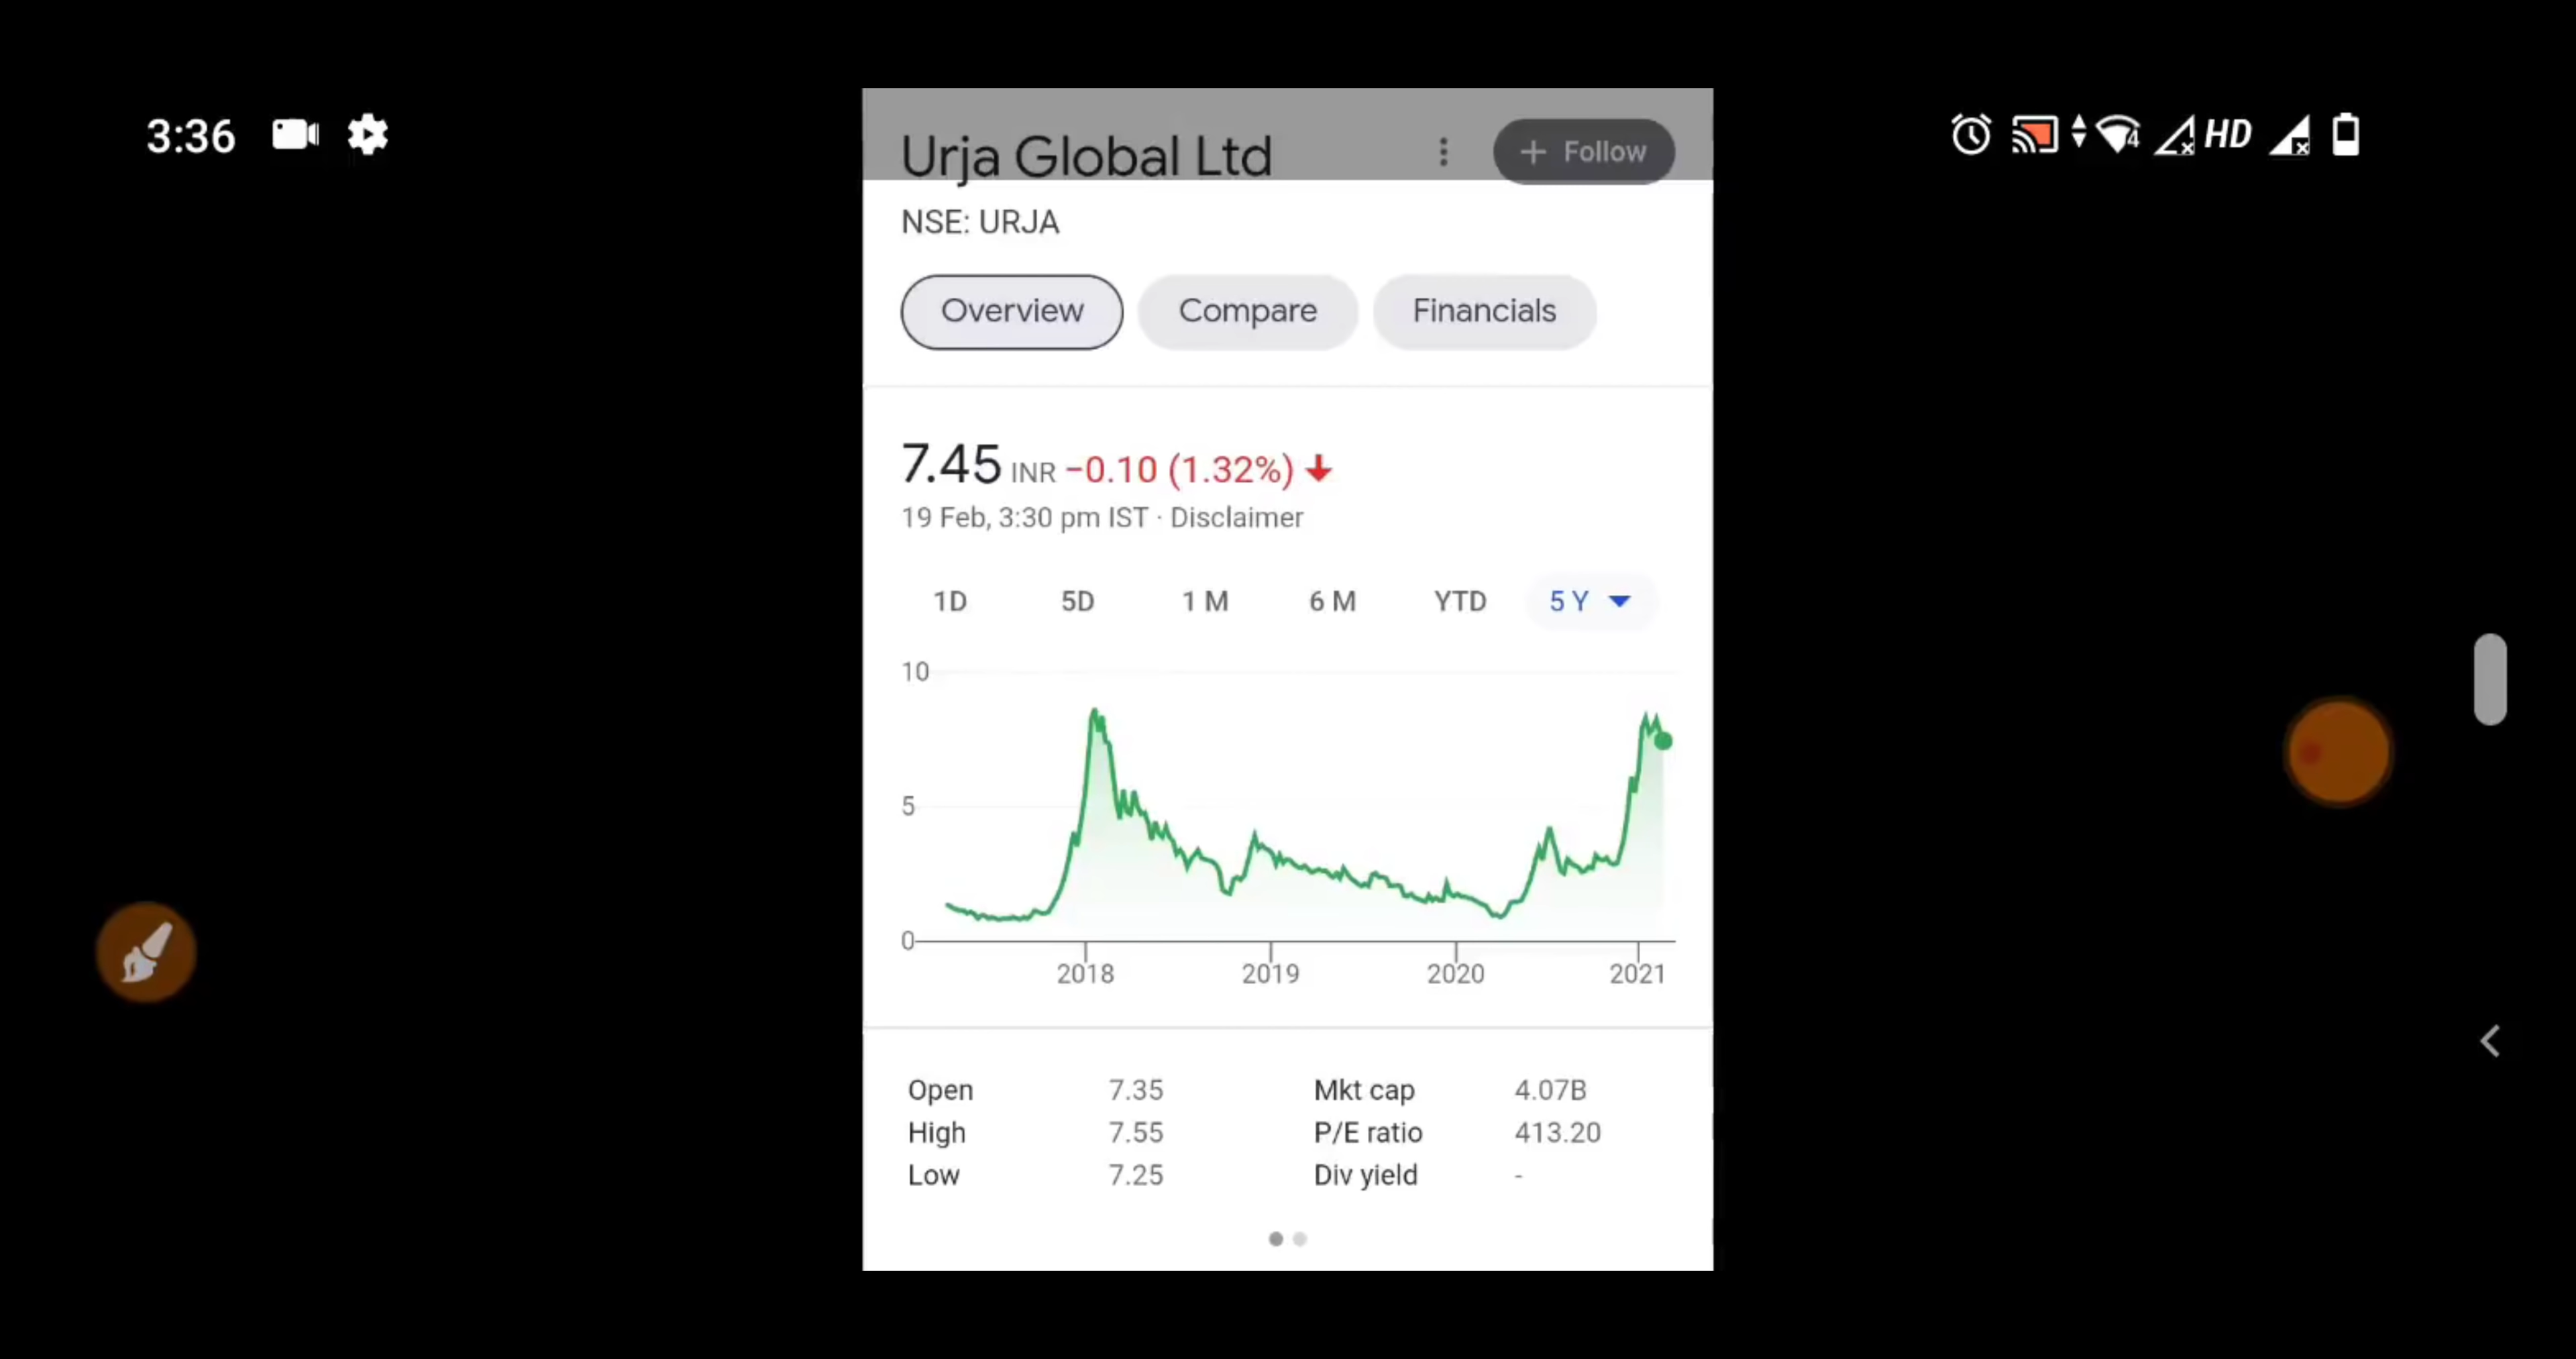 3:36
4 HD
Urja Global Ltd
+ Follow
NSE: URJA
Overview Compare Financials
7.45 INR −0.10 (1.32%)
19 Feb, 3:30 pm IST · Disclaimer
1D 5D 1 M 6 M YTD 5 Y
10
5
0
2018 2019 2020 2021
Open 7.35 Mkt cap 4.07B
High 7.55 P/E ratio 413.20
Low 7.25 Div yield -